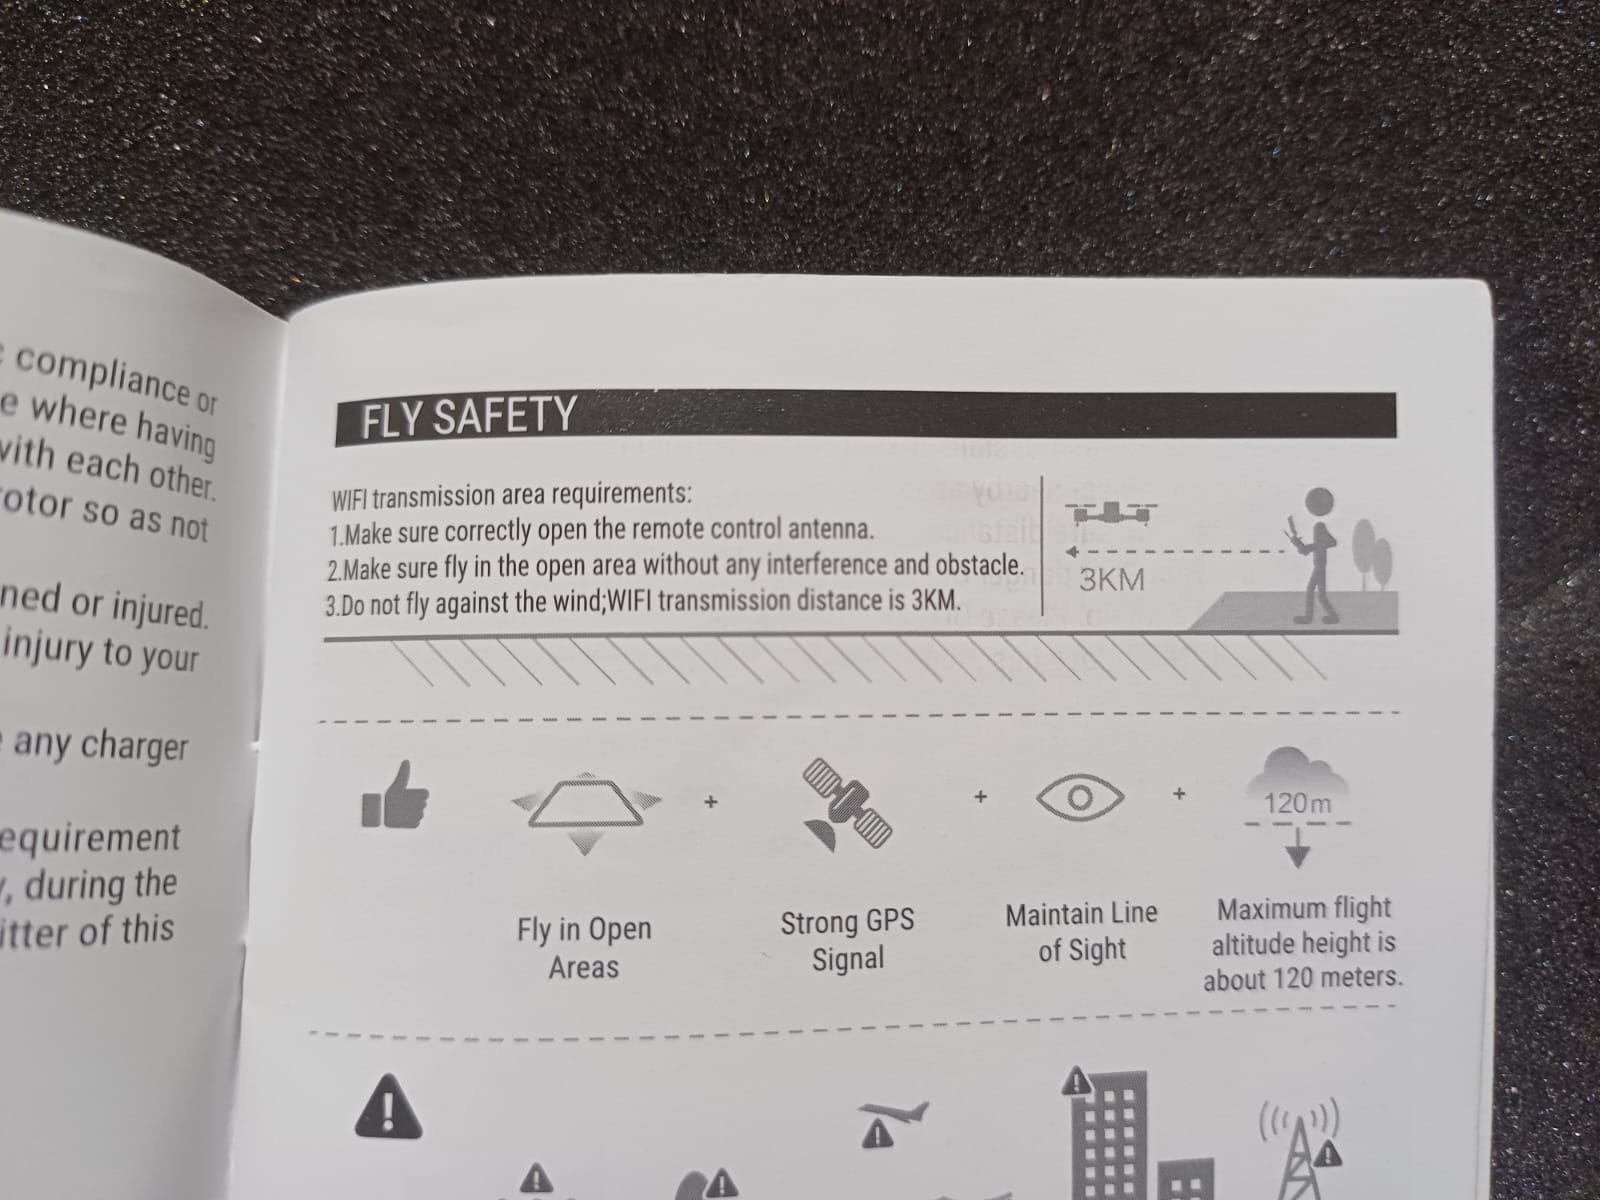 compliance or
e where having
with each other.
rotor so as not
ned or injured.
injury to your
any charger
equirement
, during the
itter of this
FLY SAFETY
WIFI transmission area requirements:
1.Make sure correctly open the remote control antenna.
2.Make sure fly in the open area without any interference and obstacle.
3.Do not fly against the wind;WIFI transmission distance is 3KM.
3KM
120m
Fly in Open
Areas
Strong GPS
Signal
Maintain Line
of Sight
Maximum flight
altitude height is
about 120 meters.